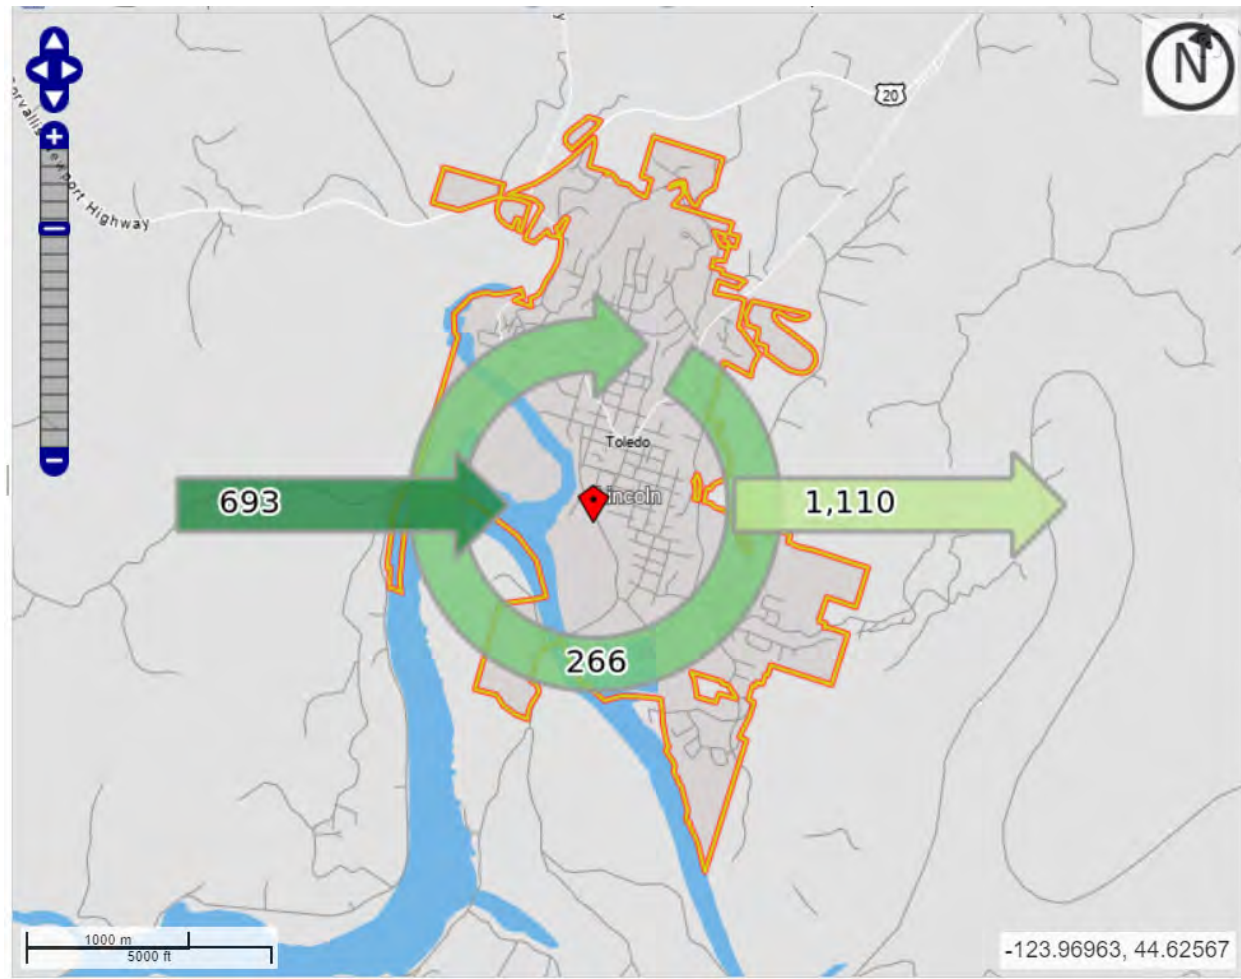 N
20
Corvallis Newport Highway
Toledo
Lincoln
693
1,110
266
1000 m
5000 ft
-123.96963, 44.62567